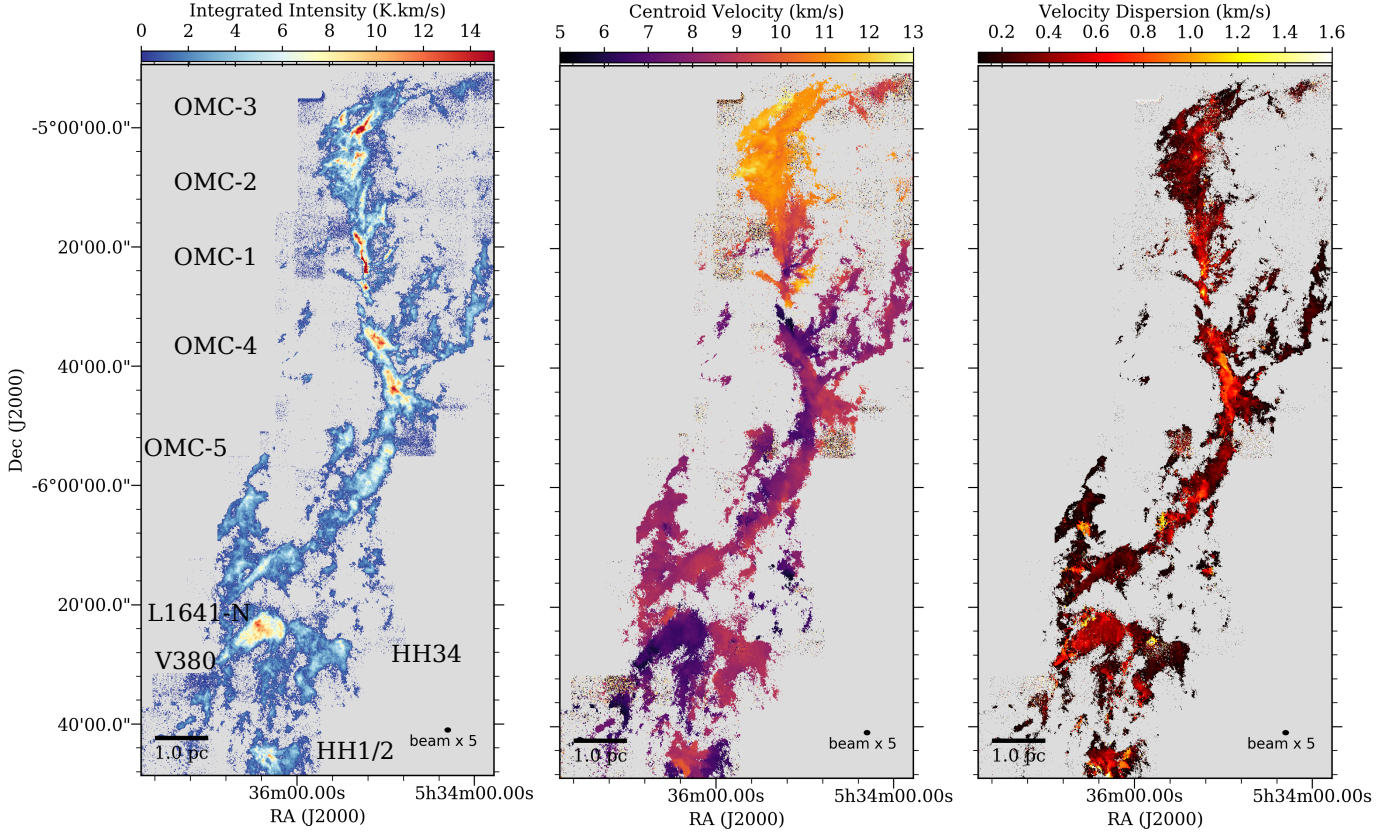 Integrated Intensity (K.km/s)
0 2 4 6 8 10 12 14
Centroid Velocity (km/s)
5 6 7 8 9 10 11 12 13
Velocity Dispersion (km/s)
0.2 0.4 0.6 0.8 1.0 1.2 1.4 1.6
Dec (J2000)
-5°00'00.0"
20'00.0"
40'00.0"
-6°00'00.0"
20'00.0"
40'00.0"
OMC-3
OMC-2
OMC-1
OMC-4
OMC-5
L1641-N
V380
HH34
HH1/2
1.0 pc
beam x 5
36m00.00s
5h34m00.00s
RA (J2000)
1.0 pc
beam x 5
36m00.00s
5h34m00.00s
RA (J2000)
1.0 pc
beam x 5
36m00.00s
5h34m00.00s
RA (J2000)